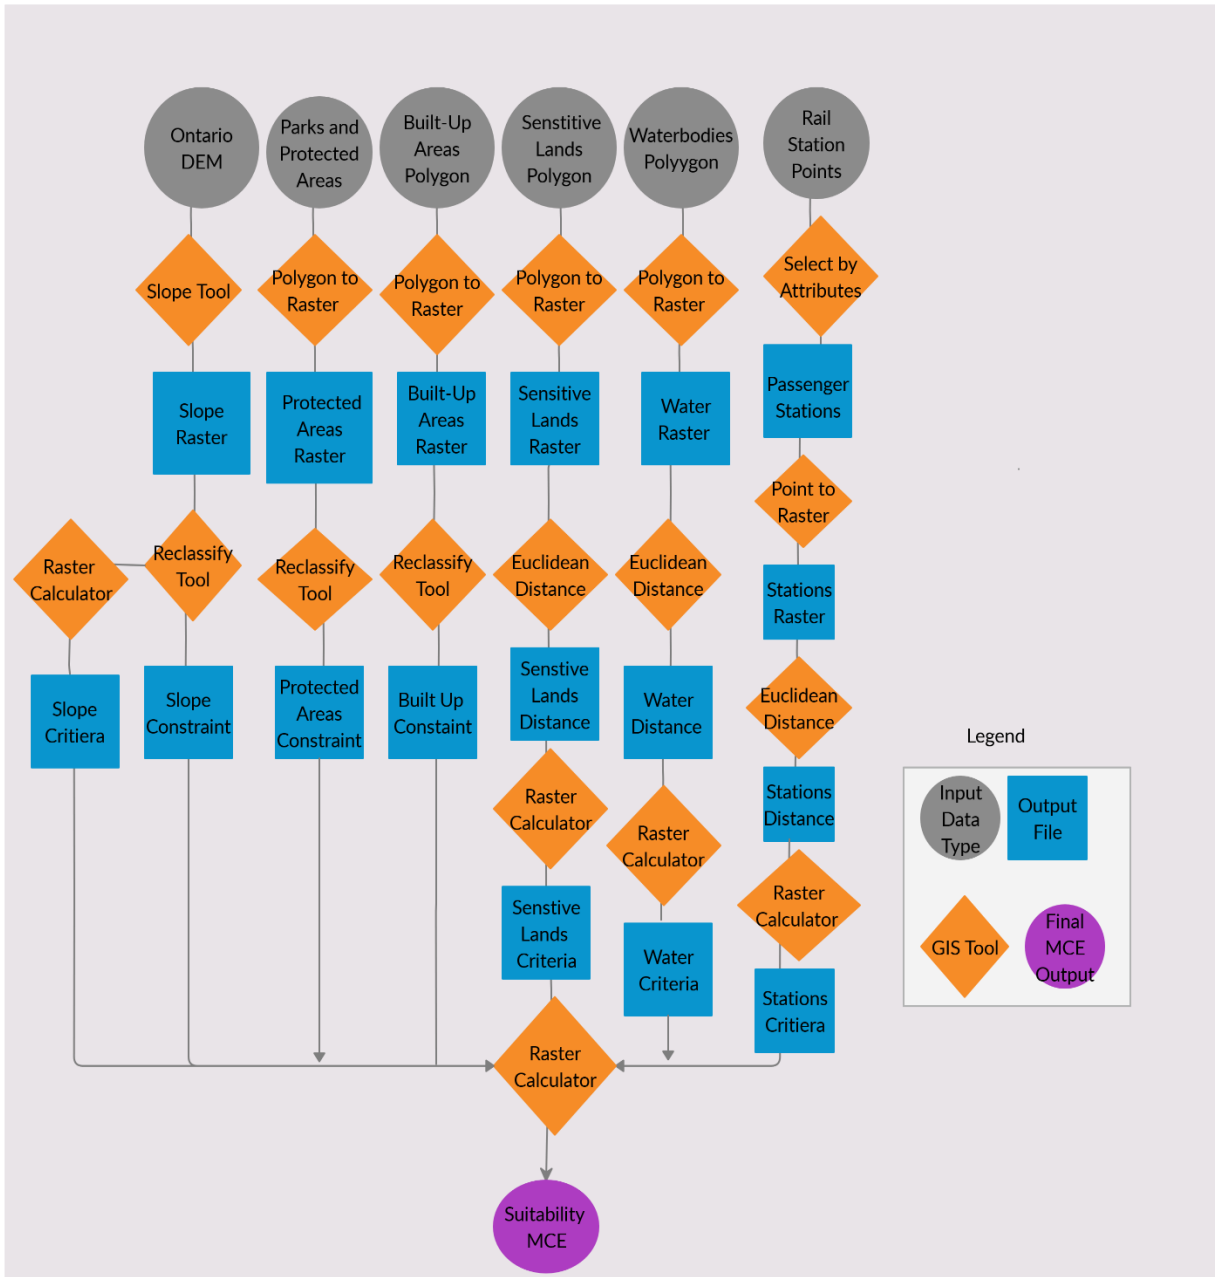 Ontario
DEM
Parks and
Protected
Areas
Built-Up
Areas
Polygon
Senstitive
Lands
Polygon
Waterbodies
Polyygon
Rail
Station
Points
Slope Tool
Polygon to
Raster
Polygon to
Raster
Polygon to
Raster
Polygon to
Raster
Select by
Attributes
Slope
Raster
Protected
Areas
Raster
Built-Up
Areas
Raster
Sensitive
Lands
Raster
Water
Raster
Passenger
Stations
Point to
Raster
Raster
Calculator
Reclassify
Tool
Reclassify
Tool
Reclassify
Tool
Euclidean
Distance
Euclidean
Distance
Stations
Raster
Slope
Critiera
Slope
Constraint
Protected
Areas
Constraint
Built Up
Constaint
Senstive
Lands
Distance
Water
Distance
Euclidean
Distance
Raster
Calculator
Raster
Calculator
Stations
Distance
Senstive
Lands
Criteria
Water
Criteria
Raster
Calculator
Stations
Critiera
Raster
Calculator
Suitability
MCE
Legend
Input
Data
Type
Output
File
GIS Tool
Final
MCE
Output